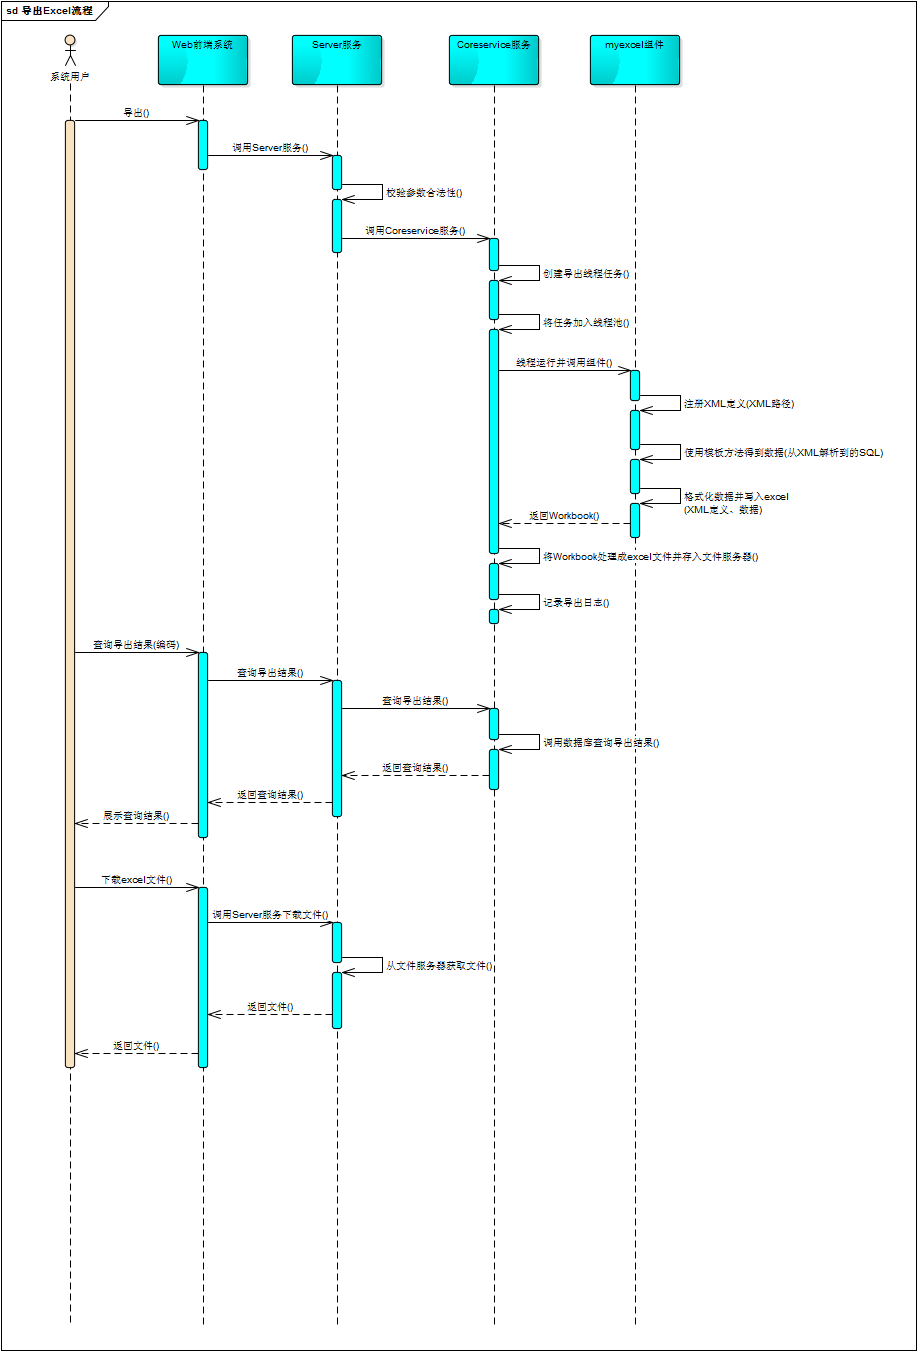 sd 导出Excel流程
系统用户
Web前端系统
Server服务
Coreservice服务
myexcel组件
导出()
调用Server服务()
校验参数合法性()
调用Coreservice服务()
创建导出线程任务()
将任务加入线程池()
线程运行并调用组件()
注册XML定义(XML路径)
使用模板方法得到数据(从XML解析到的SQL)
格式化数据并写入excel
(XML定义、数据)
返回Workbook()
将Workbook处理成excel文件并存入文件服务器()
记录导出日志()
查询导出结果(编码)
查询导出结果()
查询导出结果()
调用数据库查询导出结果()
返回查询结果()
返回查询结果()
展示查询结果()
下载excel文件()
调用Server服务下载文件()
从文件服务器获取文件()
返回文件()
返回文件()